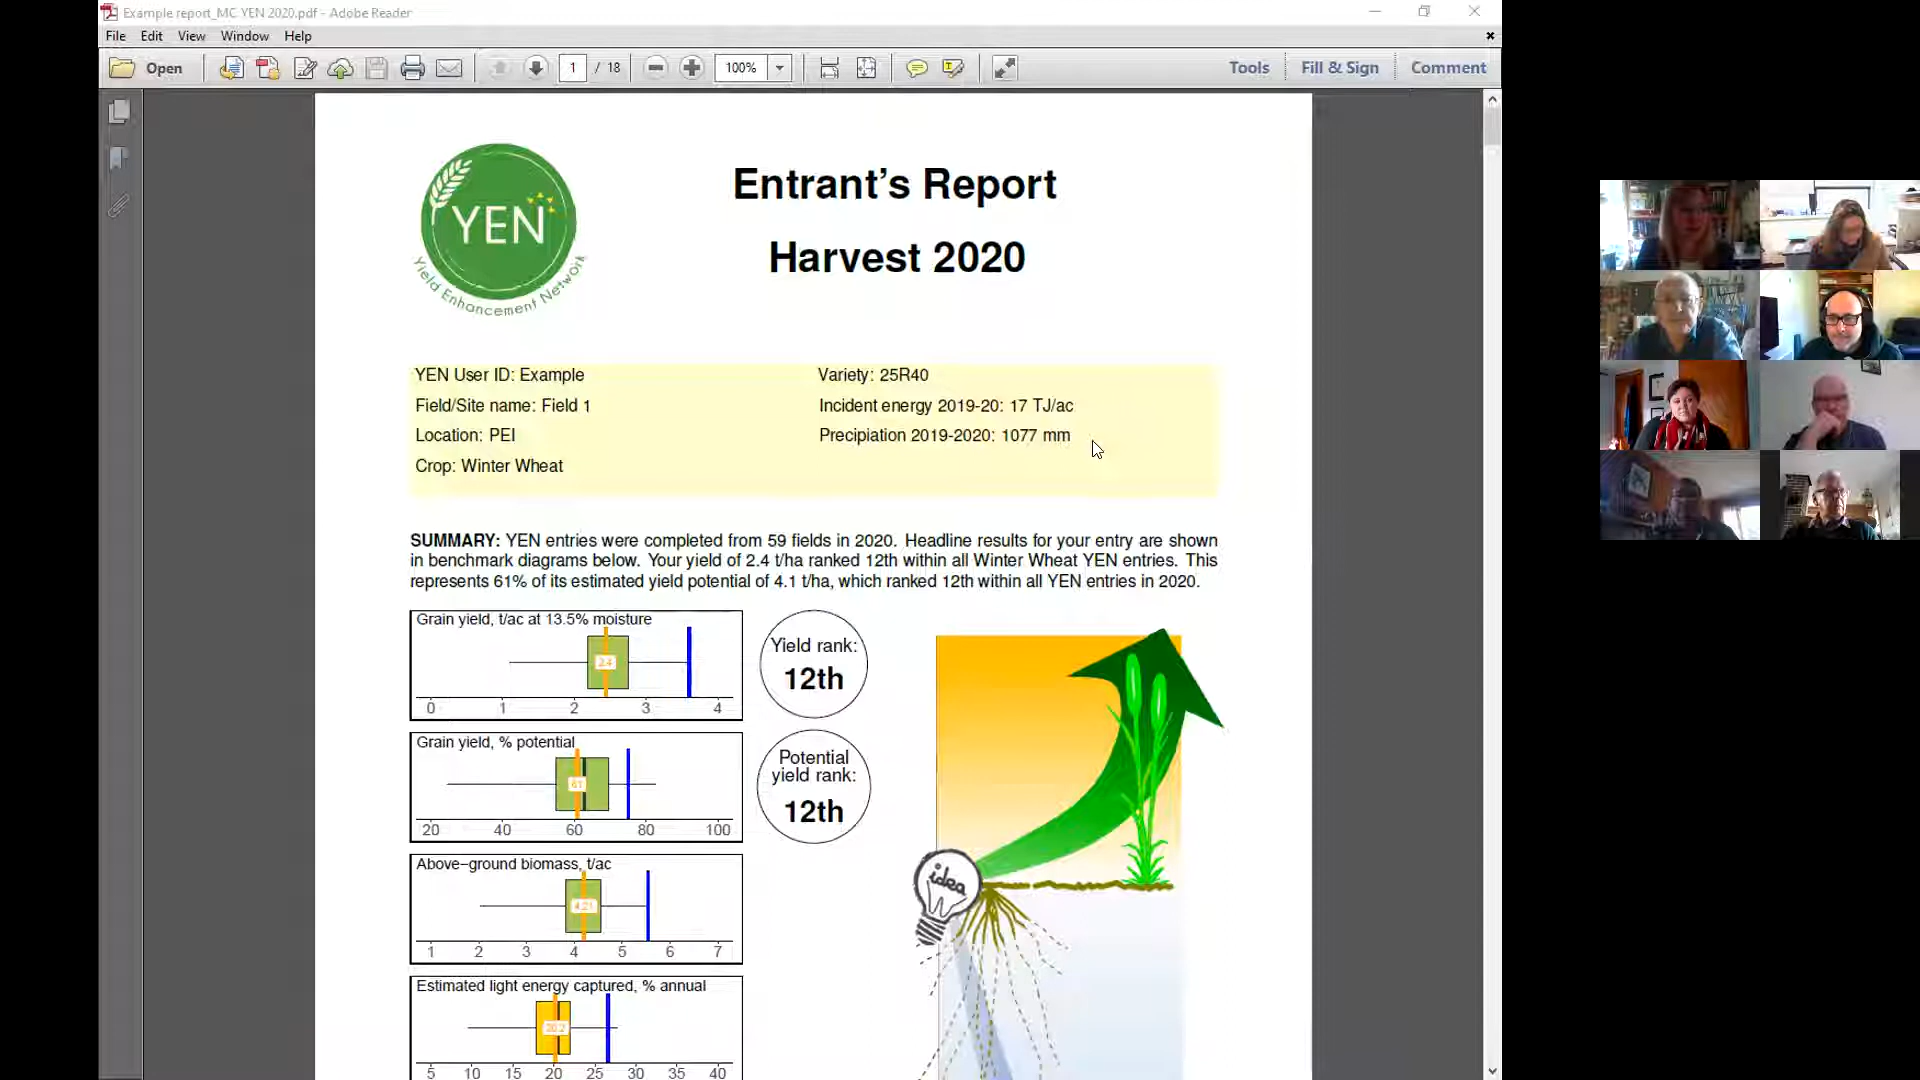 Example report_MC YEN 2020.pdf - Adobe Reader
File Edit View Window Help
Open 1 / 18 100% Tools Fill & Sign Comment
YEN
Yield Enhancement Network
Entrant's Report
Harvest 2020
YEN User ID: Example
Variety: 25R40
Field/Site name: Field 1
Incident energy 2019-20: 17 TJ/ac
Location: PEI
Precipiation 2019-2020: 1077 mm
Crop: Winter Wheat
SUMMARY: YEN entries were completed from 59 fields in 2020. Headline results for your entry are shown
in benchmark diagrams below. Your yield of 2.4 t/ha ranked 12th within all Winter Wheat YEN entries. This
represents 61% of its estimated yield potential of 4.1 t/ha, which ranked 12th within all YEN entries in 2020.
Grain yield, t/ac at 13.5% moisture
2.4
0 1 2 3 4
Yield rank:
12th
Grain yield, % potential
61
20 40 60 80 100
Potential
yield rank:
12th
Above-ground biomass, t/ac
4.21
1 2 3 4 5 6 7
Estimated light energy captured, % annual
20.2
5 10 15 20 25 30 35 40
idea